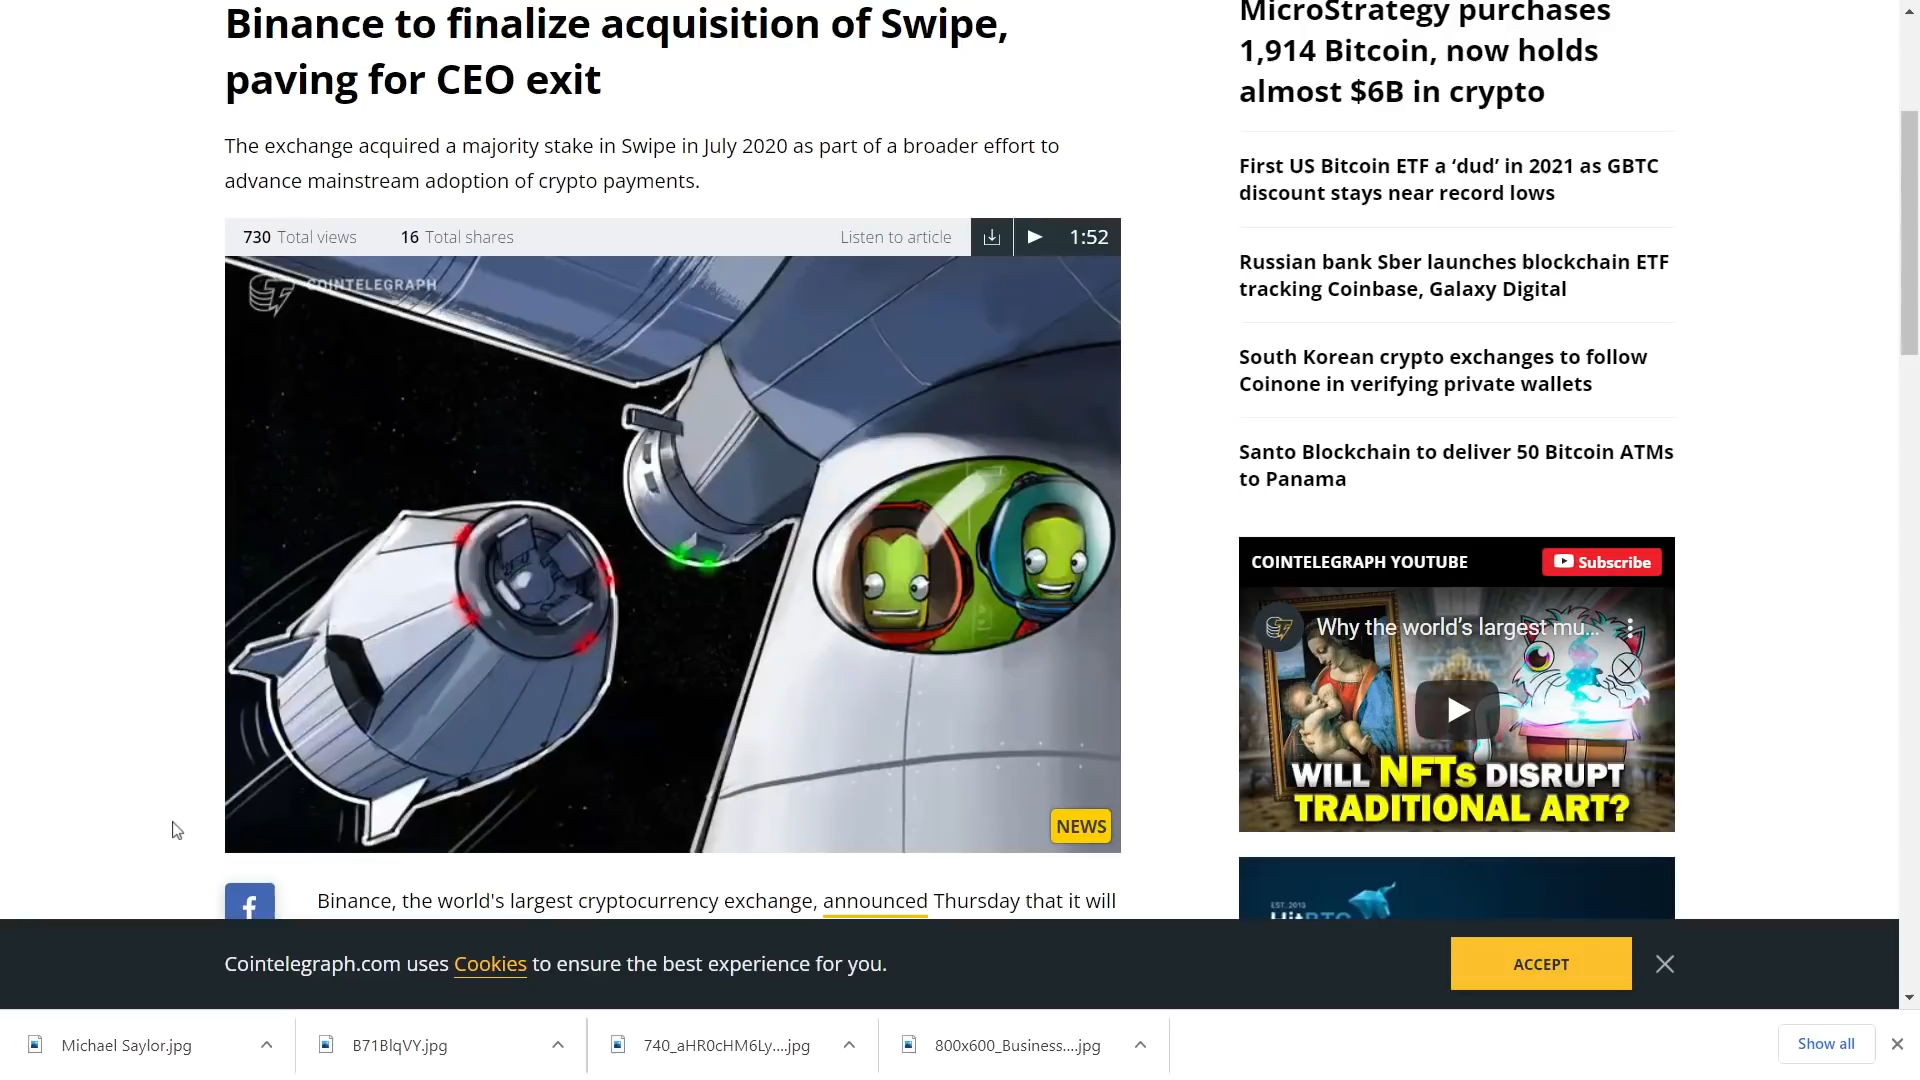 Binance to finalize acquisition of Swipe,
paving for CEO exit
The exchange acquired a majority stake in Swipe in July 2020 as part of a broader effort to
advance mainstream adoption of crypto payments.
730 Total views 16 Total shares Listen to article 1:52
COINTELEGRAPH
NEWS
Binance, the world's largest cryptocurrency exchange, announced Thursday that it will
MicroStrategy purchases
1,914 Bitcoin, now holds
almost $6B in crypto
First US Bitcoin ETF a ‘dud’ in 2021 as GBTC
discount stays near record lows
Russian bank Sber launches blockchain ETF
tracking Coinbase, Galaxy Digital
South Korean crypto exchanges to follow
Coinone in verifying private wallets
Santo Blockchain to deliver 50 Bitcoin ATMs
to Panama
COINTELEGRAPH YOUTUBE Subscribe
Why the world’s largest mu...
WILL NFTs DISRUPT
TRADITIONAL ART?
EST. 2013
HitBTC
Cointelegraph.com uses Cookies to ensure the best experience for you.
ACCEPT
Michael Saylor.jpg
B71BlqVY.jpg
740_aHR0cHM6Ly....jpg
800x600_Business....jpg
Show all